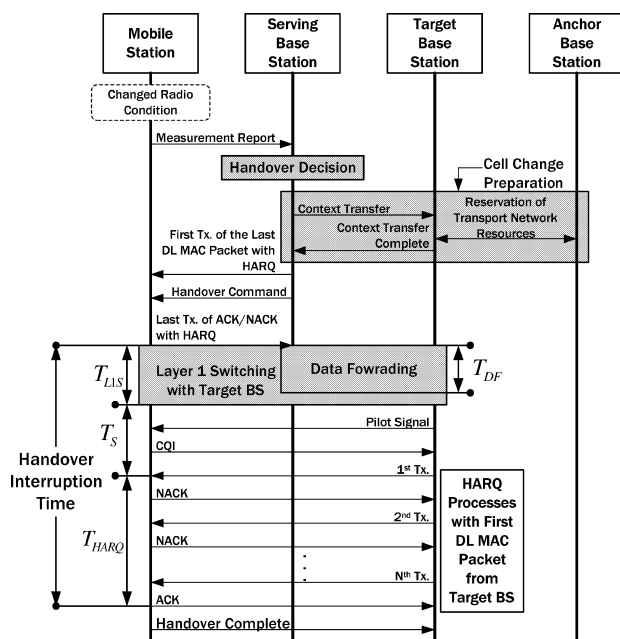 Mobile
Station
Serving
Base
Station
Target
Base
Station
Anchor
Base
Station
Changed Radio
Condition
Measurement Report
Handover Decision
Cell Change
Preparation
Context Transfer
Reservation of
Transport Network
Resources
Context Transfer
Complete
First Tx. of the Last
DL MAC Packet with
HARQ
Handover Command
Last Tx. of ACK/NACK
with HARQ
T_L1S
Layer 1 Switching
with Target BS
Data Fowrading
T_DF
Pilot Signal
T_S
CQI
Handover
Interruption
Time
1st Tx.
NACK
2nd Tx.
T_HARQ
NACK
Nth Tx.
ACK
HARQ
Processes
with First
DL MAC
Packet
from
Target BS
Handover Complete